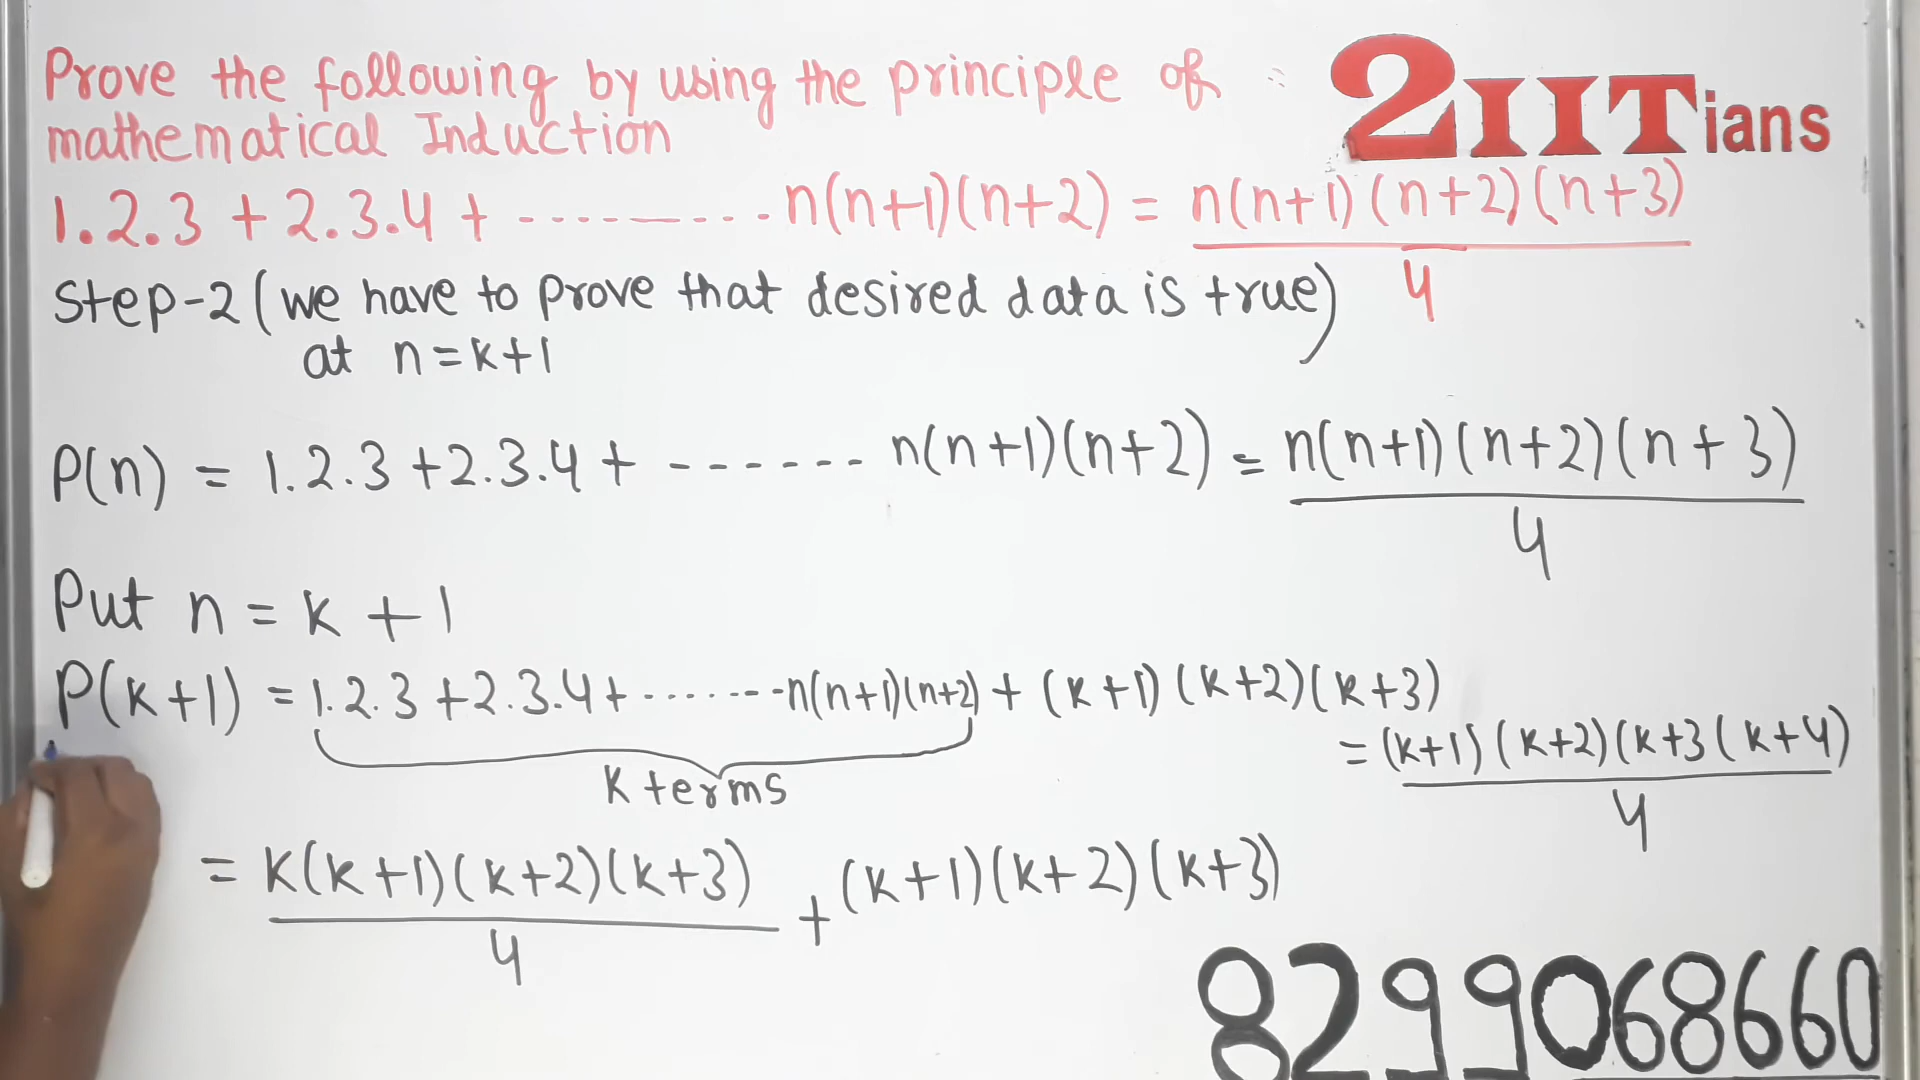 Prove the following by using the principle of
mathematical Induction
2IITians
1.2.3 + 2.3.4 + ---------- n(n+1)(n+2) = n(n+1)(n+2)(n+3)
4
Step-2 (we have to prove that desired data is true)
at n=k+1
P(n) = 1.2.3 +2.3.4 + ------ n(n+1)(n+2) = n(n+1)(n+2)(n+3)
4
Put n = k + 1
P(k+1) = 1.2.3 +2.3.4+ -------- n(n+1)(n+2) + (k+1)(k+2)(k+3)
= (k+1)(k+2)(k+3(k+4)
4
K terms
= K(k+1)(k+2)(k+3) + (k+1)(k+2)(k+3)
4
8299068660